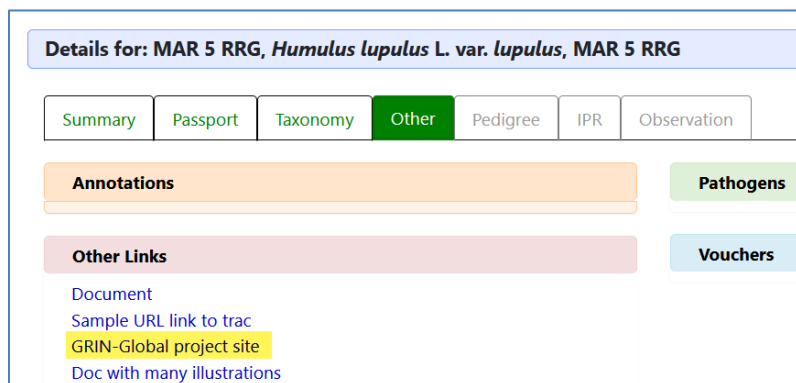 Details for: MAR 5 RRG, Humulus lupulus L. var. lupulus, MAR 5 RRG
Summary Passport Taxonomy Other Pedigree IPR Observation
Annotations
Pathogens
Other Links
Vouchers
Document
Sample URL link to trac
GRIN-Global project site
Doc with many illustrations